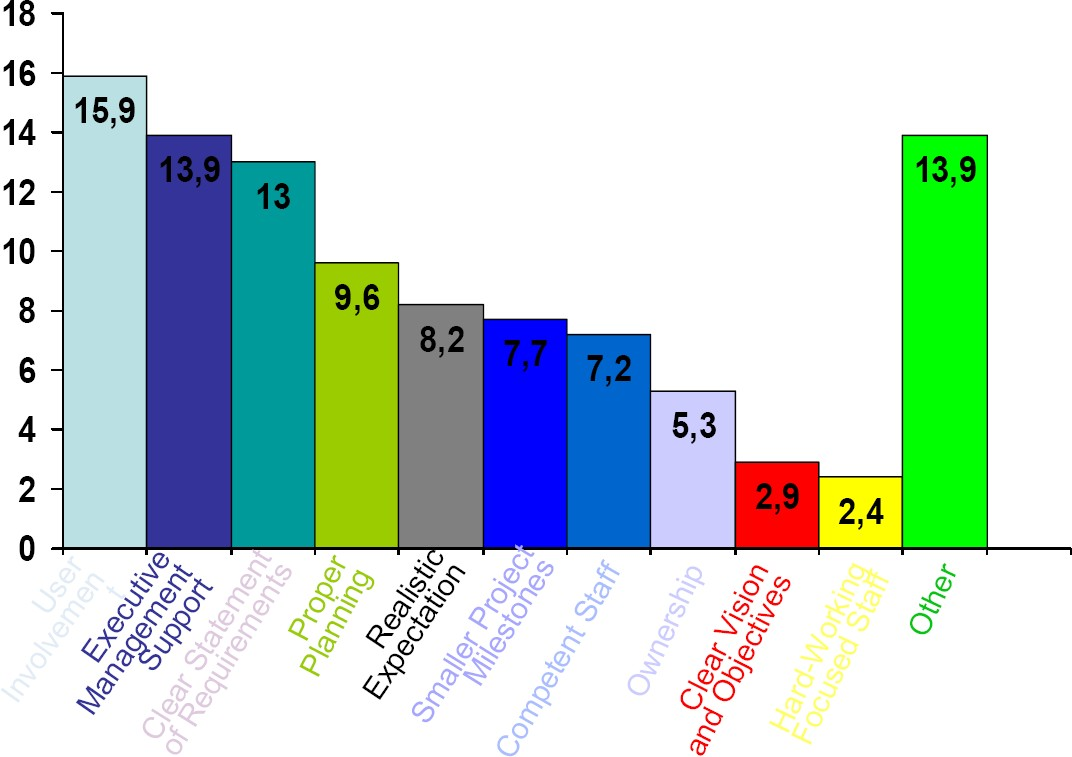 18
16
14
12
10
8
6
4
2
0
15,9
13,9
13
9,6
8,2
7,7
7,2
5,3
2,9
2,4
13,9
User
Involvemen
t
Executive
Management
Support
Clear Statement
of Requirements
Proper
Planning
Realistic
Expectation
Smaller Project
Milestones
Competent Staff
Ownership
Clear Vision
and Objectives
Hard-Working
Focused Staff
Other